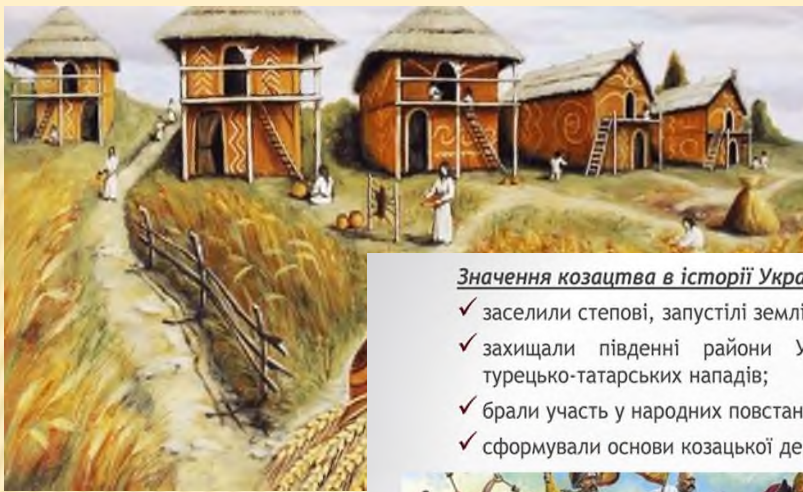 Значення козацтва в історії Укра
заселили степові, запустілі землі
захищали південні райони У
турецько-татарських нападів;
брали участь у народних повстан
сформували основи козацької де